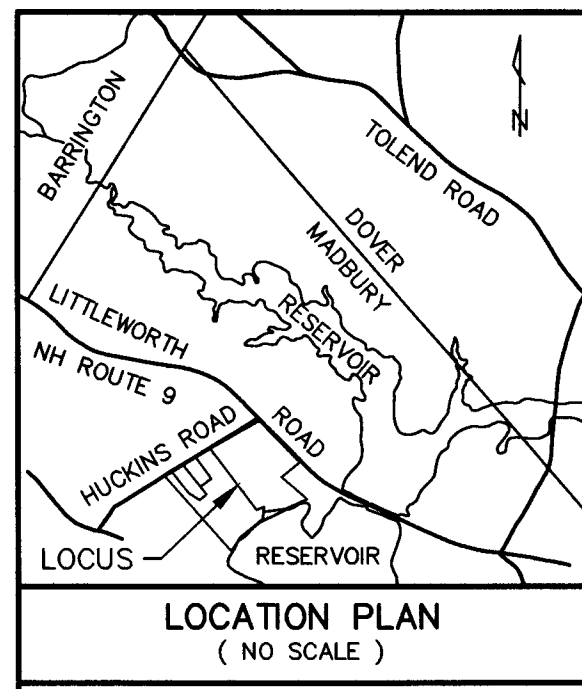 N
BARRINGTON
TOLEND ROAD
DOVER
MADBURY
RESERVOIR
LITTLEWORTH ROAD
NH ROUTE 9
HUCKINS ROAD
LOCUS
RESERVOIR
LOCATION PLAN
( NO SCALE )